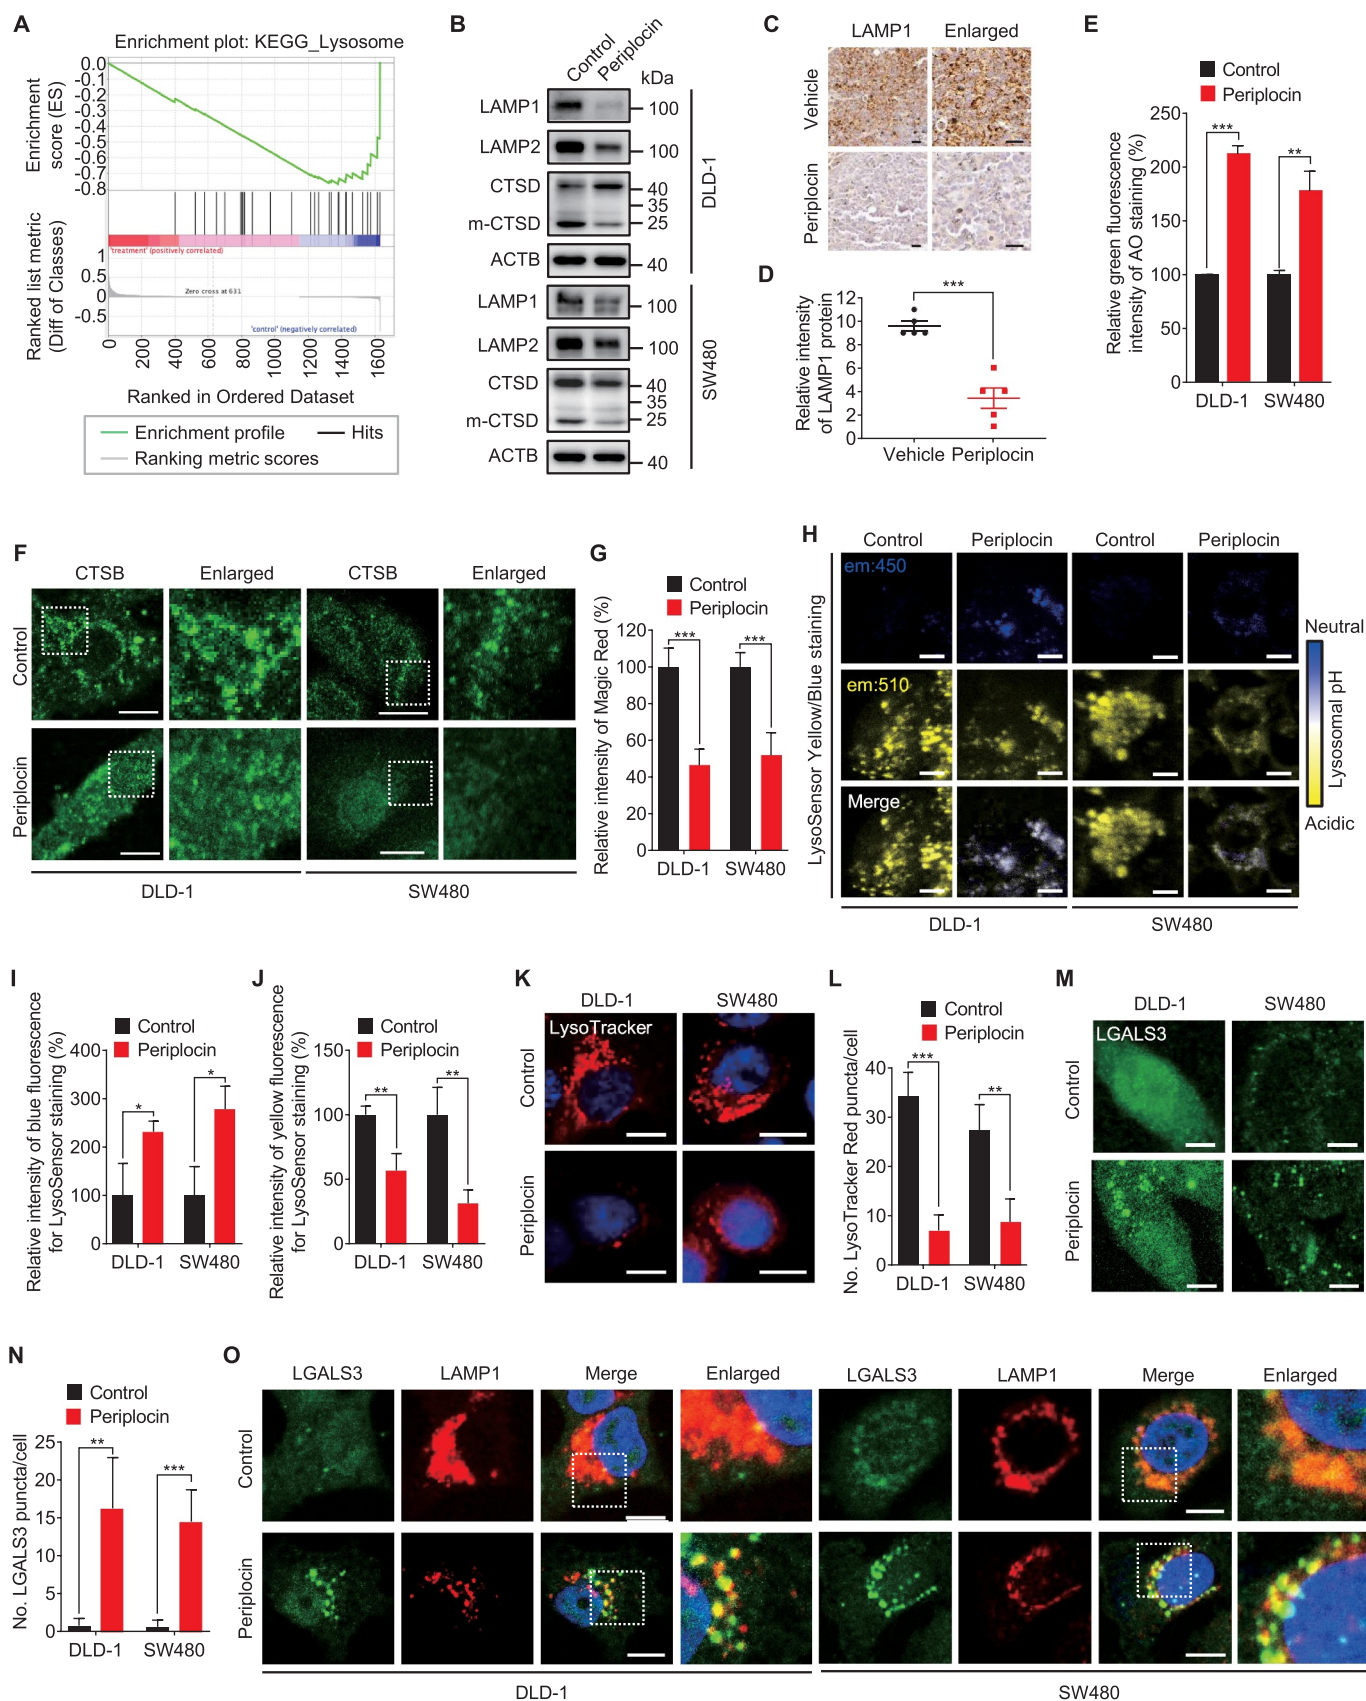 A
Enrichment plot: KEGG_Lysosome
Enrichment
score (ES)
0.0
-0.1
-0.2
-0.3
-0.4
-0.5
-0.6
-0.7
-0.8
'treatment' (positively correlated)
Ranked list metric
(Diff of Classes)
1
0.5
0
-0.5
Zero cross at 631
'control' (negatively correlated)
0 200 400 600 800 1000 1200 1400 1600
Ranked in Ordered Dataset
Enrichment profile
Hits
Ranking metric scores
B
Control Periplocin
kDa
LAMP1 100
LAMP2 100
CTSD 40
35
m-CTSD 25
ACTB 40
DLD-1
LAMP1 100
LAMP2 100
CTSD 40
35
m-CTSD 25
ACTB 40
SW480
C
LAMP1 Enlarged
Vehicle
Periplocin
D
Relative intensity
of LAMP1 protein
12
10
8
6
4
2
0
***
Vehicle Periplocin
E
Control
Periplocin
Relative green fluorescence
intensity of AO staining (%)
250
200
150
100
50
0
*** **
DLD-1 SW480
F
CTSB Enlarged CTSB Enlarged
Control
Periplocin
DLD-1 SW480
G
Control
Periplocin
Relative intensity of Magic Red (%)
120
100
80
60
40
20
0
*** ***
DLD-1 SW480
H
Control Periplocin Control Periplocin
LysoSensor Yellow/Blue staining
em:450
em:510
Merge
Neutral
Lysosomal pH
Acidic
DLD-1 SW480
I
Control
Periplocin
Relative intensity of blue fluorescence
for LysoSensor staining (%)
400
300
200
100
0
* *
DLD-1 SW480
J
Control
Periplocin
Relative intensity of yellow fluorescence
for LysoSensor staining (%)
150
100
50
0
** **
DLD-1 SW480
K
DLD-1 SW480
LysoTracker
Control
Periplocin
L
Control
Periplocin
No. LysoTracker Red puncta/cell
40
30
20
10
0
*** **
DLD-1 SW480
M
DLD-1 SW480
LGALS3
Control
Periplocin
N
Control
Periplocin
No. LGALS3 puncta/cell
25
20
15
10
5
0
** ***
DLD-1 SW480
O
LGALS3 LAMP1 Merge Enlarged LGALS3 LAMP1 Merge Enlarged
Control
Periplocin
DLD-1 SW480